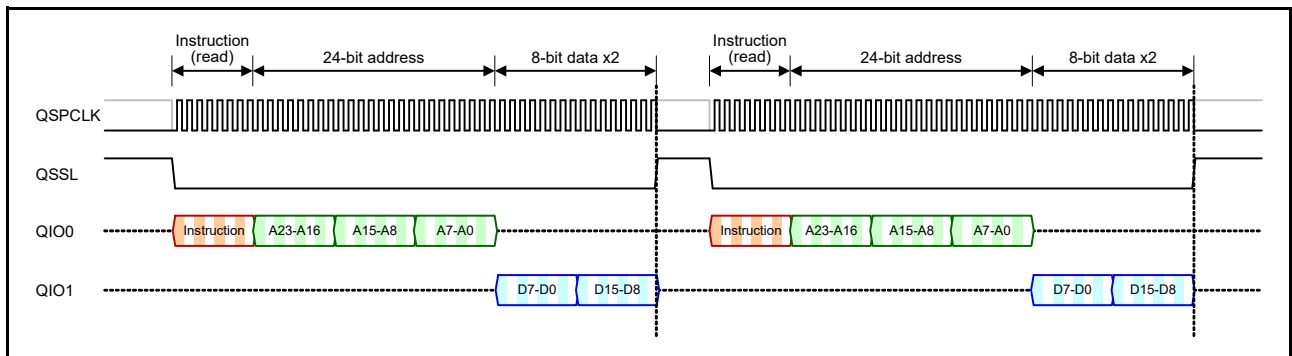 Instruction
(read)
24-bit address
8-bit data x2
Instruction
(read)
24-bit address
8-bit data x2
QSPCLK
QSSL
QIO0
Instruction
A23-A16
A15-A8
A7-A0
Instruction
A23-A16
A15-A8
A7-A0
QIO1
D7-D0
D15-D8
D7-D0
D15-D8